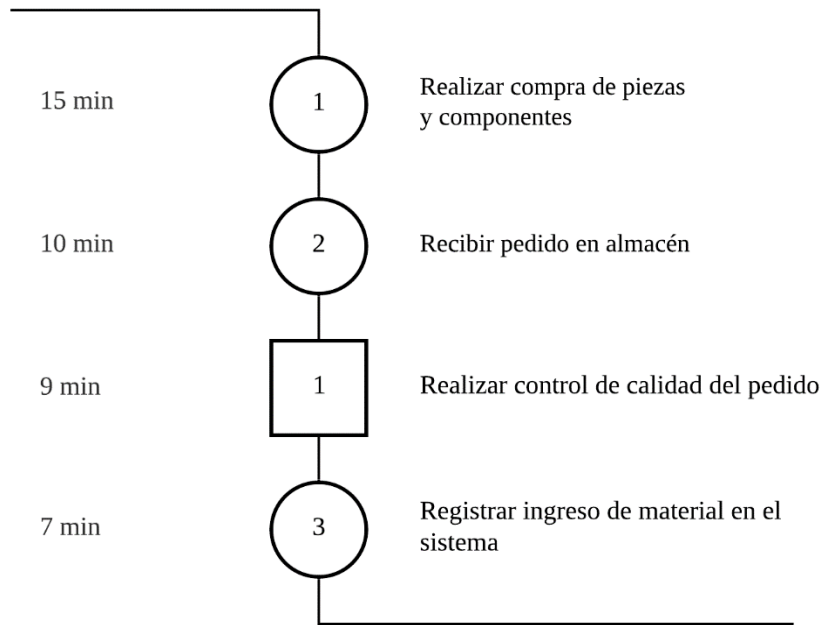 15 min
1
Realizar compra de piezas
y componentes
10 min
2
Recibir pedido en almacén
9 min
1
Realizar control de calidad del pedido
7 min
3
Registrar ingreso de material en el
sistema